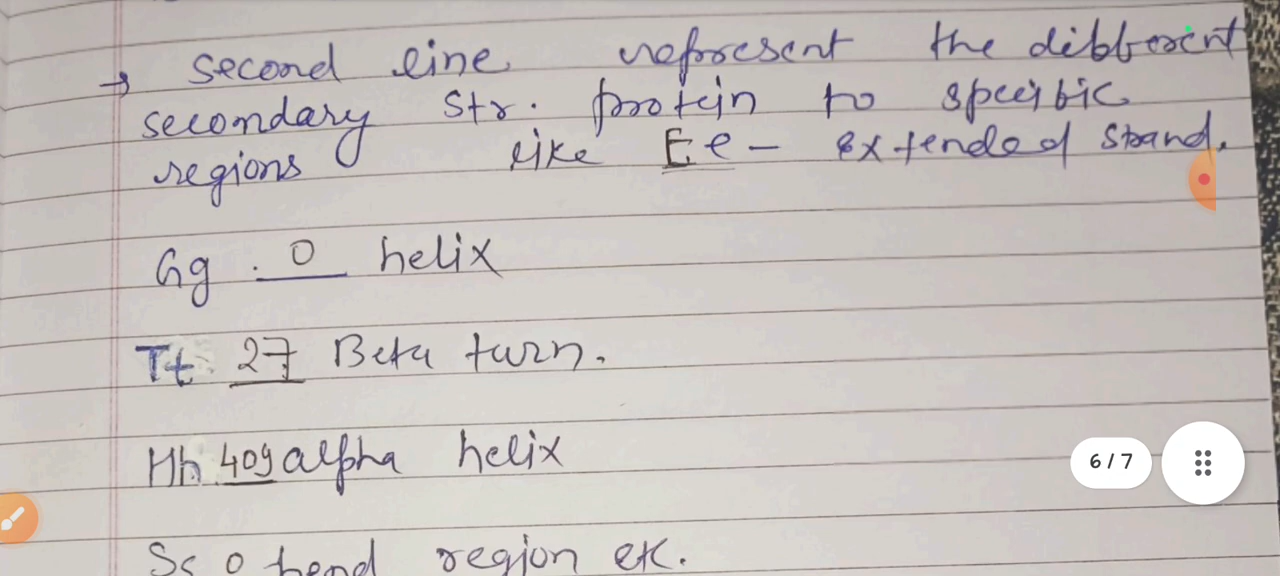 → second line represent the different
secondary str. protein to specific
regions like Ee - extended strand.
Gg . 0 helix
Tt 27 Beta turn.
Hh 409 alpha helix
6 / 7
Ss 0 bend region etc.